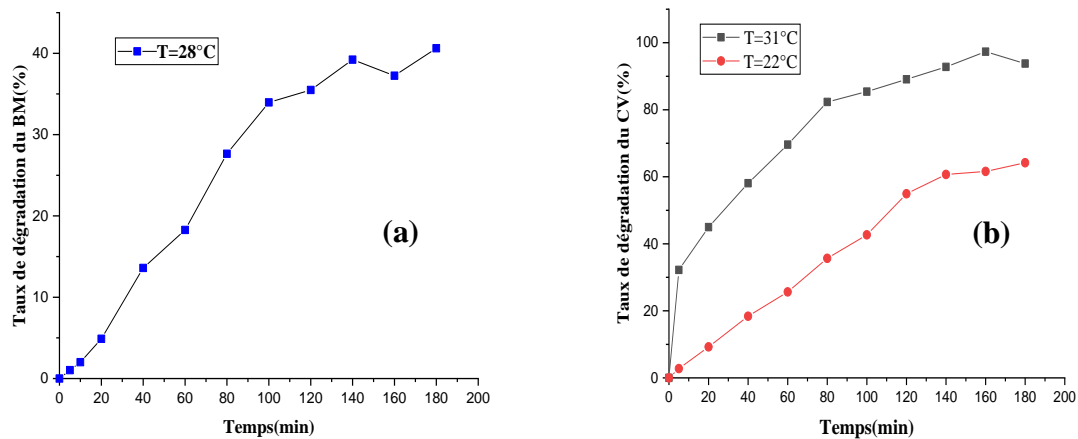 T=28°C
Taux de dégradation du BM(%)
40
30
20
10
0
(a)
0 20 40 60 80 100 120 140 160 180 200
Temps(min)
T=31°C
T=22°C
Taux de dégradation du CV(%)
100
80
60
40
20
0
(b)
0 20 40 60 80 100 120 140 160 180 200
Temps(min)